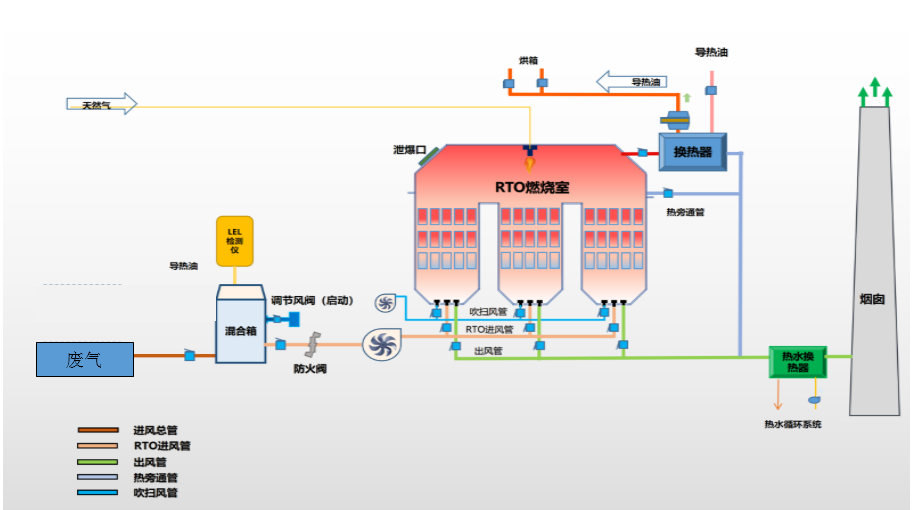 导热油
烘箱
导热油
天然气
泄爆口
换热器
RTO燃烧室
热旁通管
LEL
检测
仪
导热油
调节风阀（启动）
烟囱
吹扫风管
混合箱
RTO进风管
出风管
废气
防火阀
热水换
热器
热水循环系统
进风总管
RTO进风管
出风管
热旁通管
吹扫风管